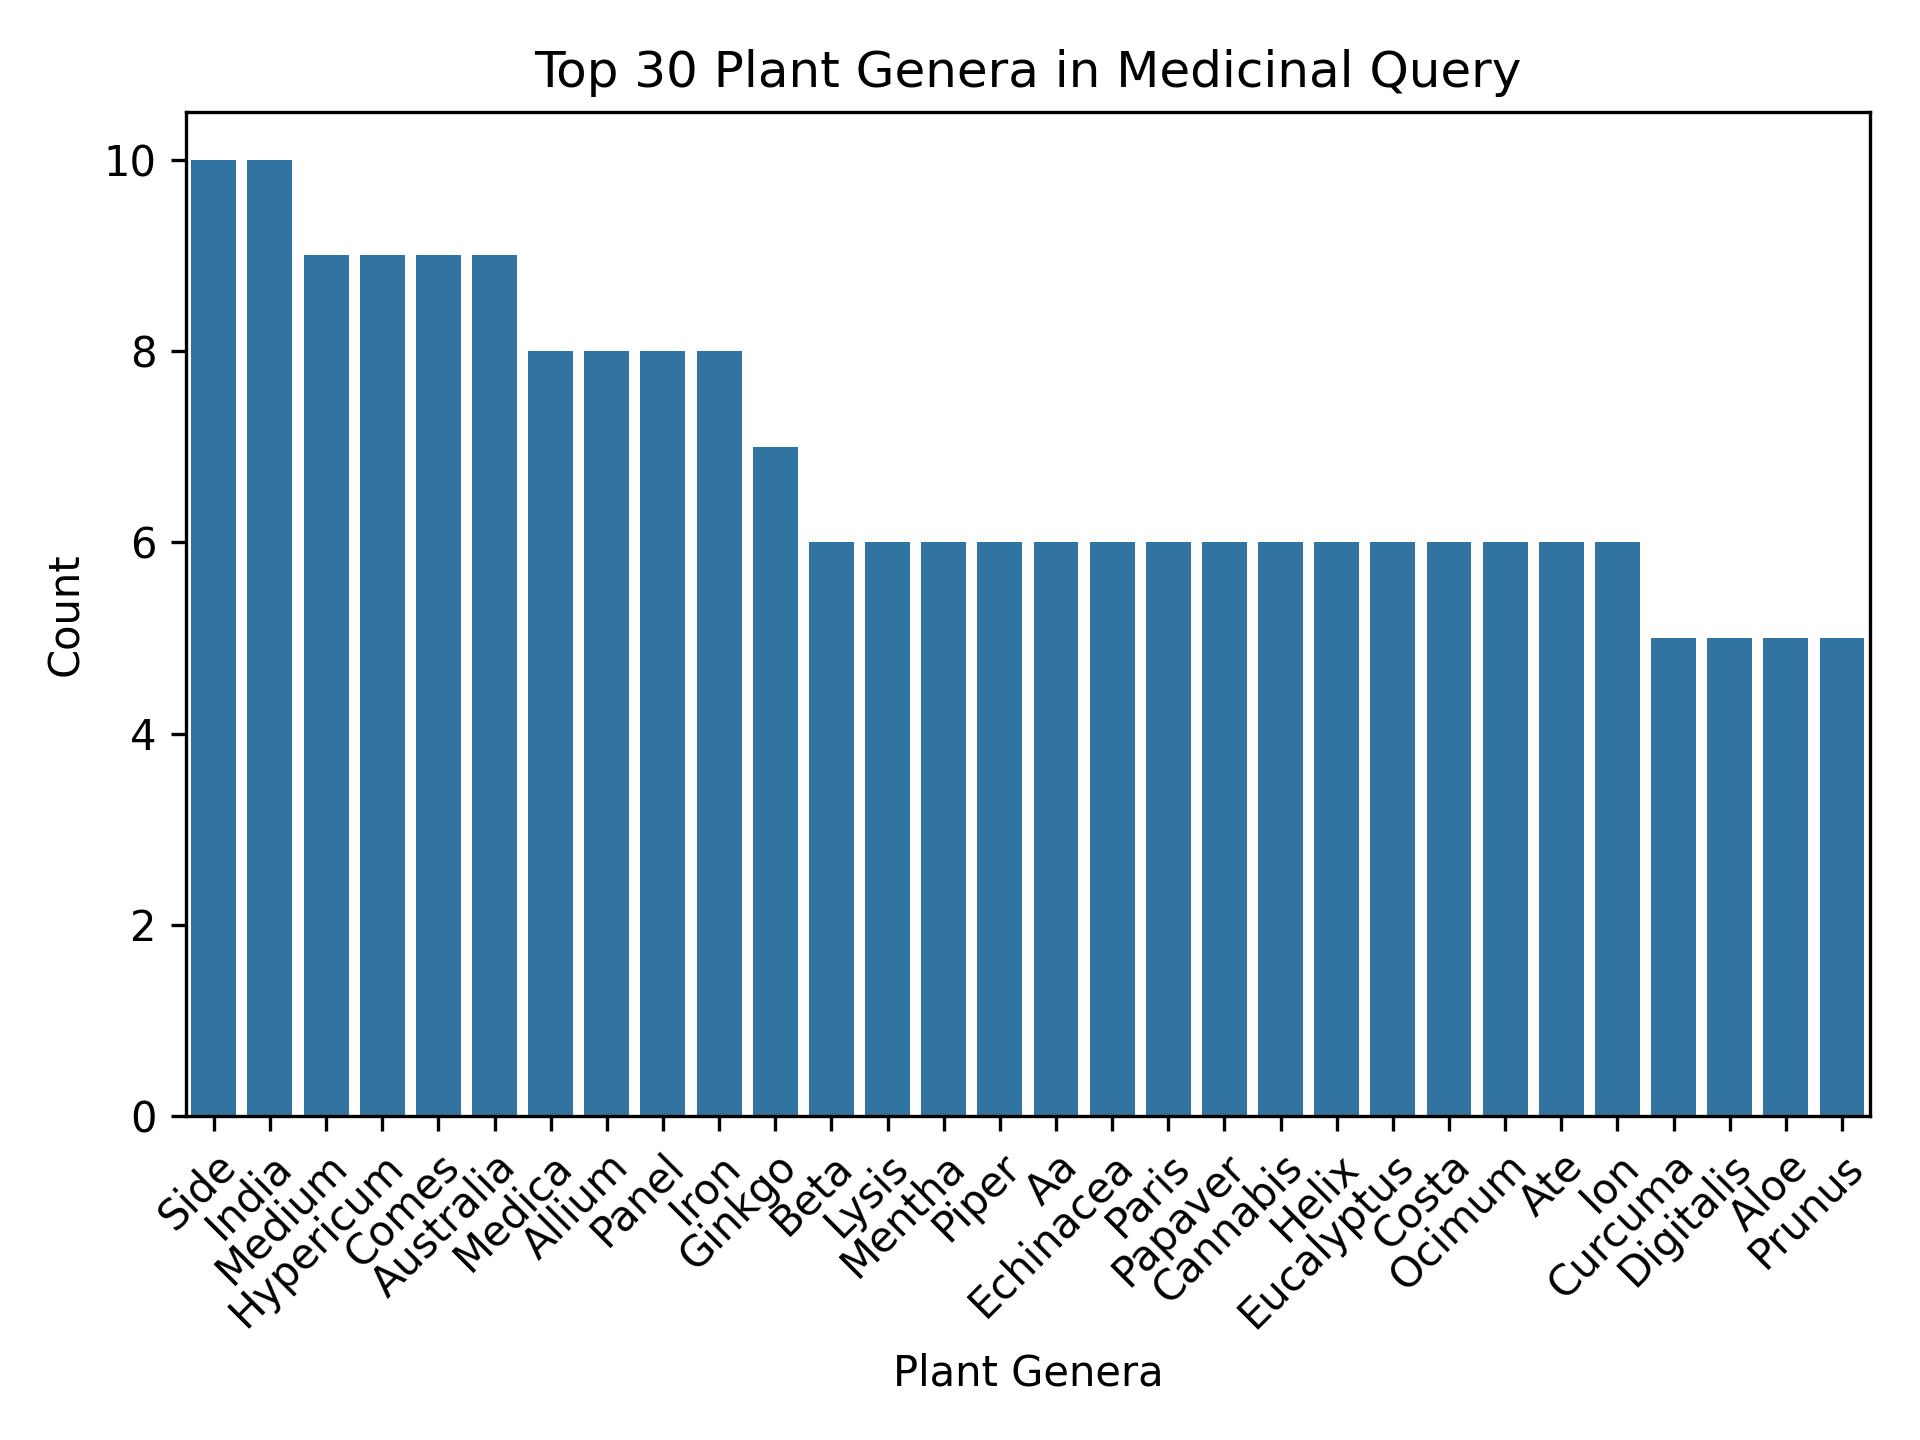 Top 30 Plant Genera in Medicinal Query
Count
10
8
6
4
2
0
Side
India
Medium
Hypericum
Comes
Australia
Medica
Allium
Panel
Iron
Ginkgo
Beta
Lysis
Mentha
Piper
Aa
Echinacea
Paris
Papaver
Cannabis
Helix
Eucalyptus
Costa
Ocimum
Ate
Ion
Curcuma
Digitalis
Aloe
Prunus
Plant Genera